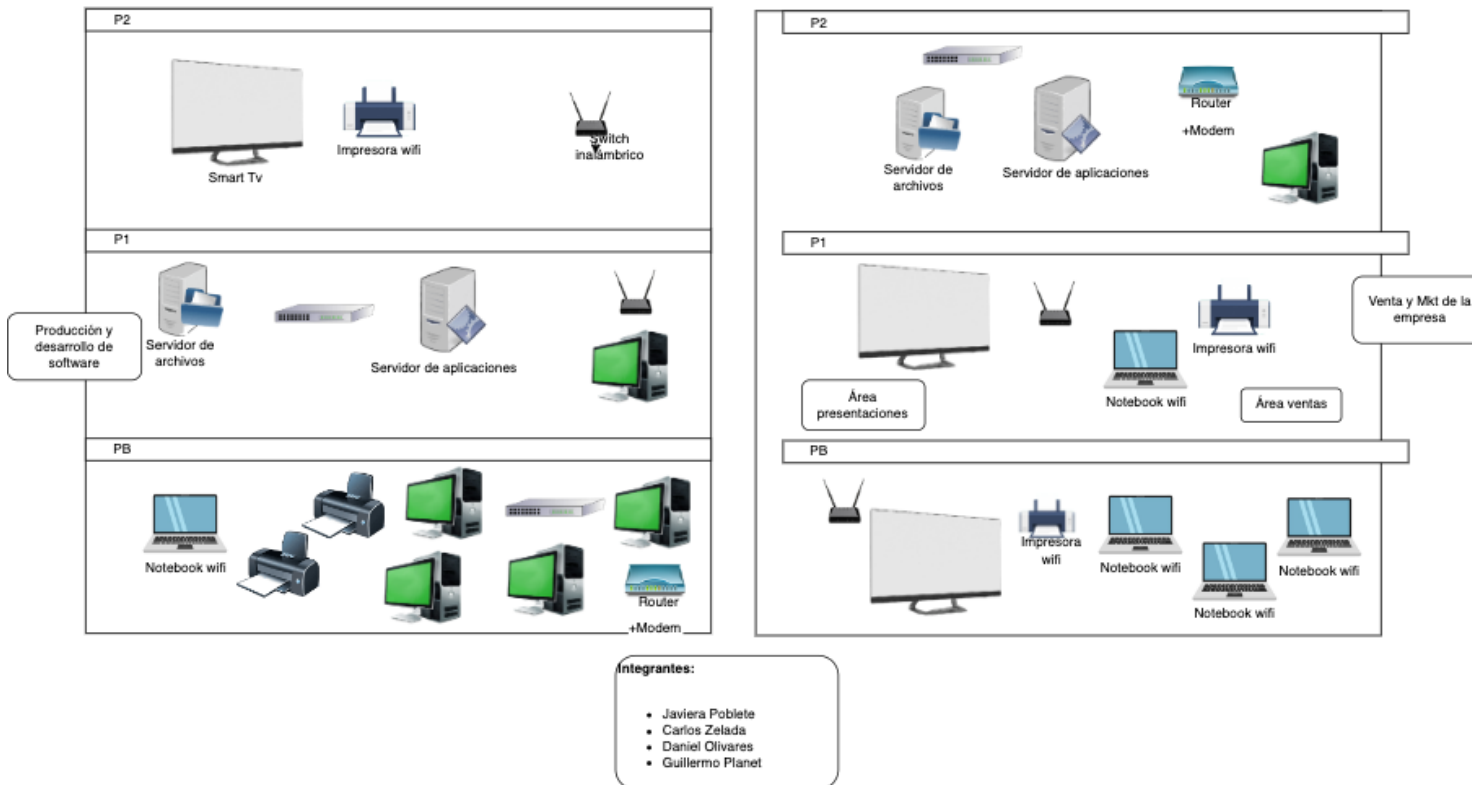 P2
Smart Tv
Impresora wifi
Switch
inalámbrico
P1
Producción y
desarrollo de
software
Servidor de
archivos
Servidor de aplicaciones
PB
Notebook wifi
Router
+Modem
P2
Servidor de
archivos
Servidor de aplicaciones
Router
+Modem
P1
Impresora wifi
Notebook wifi
Área
presentaciones
Área ventas
Venta y Mkt de la
empresa
PB
Impresora
wifi
Notebook wifi
Notebook wifi
Notebook wifi
Integrantes:
• Javiera Poblete
• Carlos Zelada
• Daniel Olivares
• Guillermo Planet